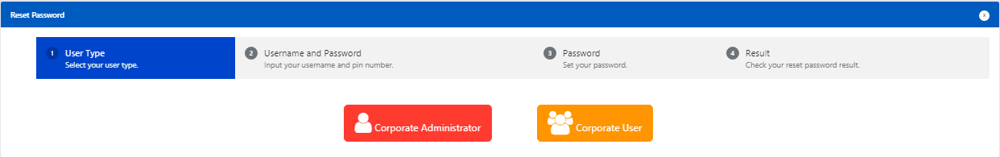 Reset Password
x
1 User Type
Select your user type.
2 Username and Password
Input your username and pin number.
3 Password
Set your password.
4 Result
Check your reset password result.
Corporate Administrator
Corporate User